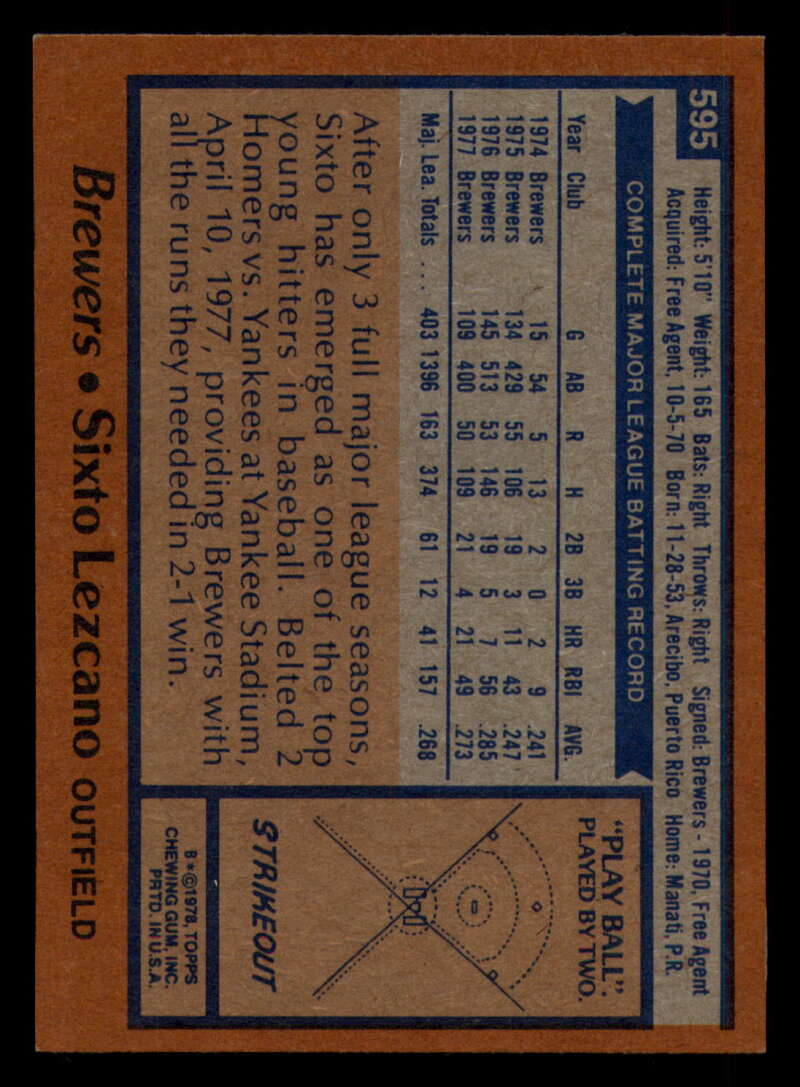 595
Height: 5'10" Weight: 165 Bats: Right Throws: Right Signed: Brewers - 1970, Free Agent
Acquired: Free Agent, 10-5-70 Born: 11-28-53, Arecibo, Puerto Rico Home: Manati, P.R.
COMPLETE MAJOR LEAGUE BATTING RECORD
Year Club G AB R H 2B 3B HR RBI AVG.
1974 Brewers 15 54 5 13 2 0 2 9 .241
1975 Brewers 134 429 55 106 19 3 11 43 .247
1976 Brewers 145 513 53 146 19 5 7 56 .285
1977 Brewers 109 400 50 109 21 4 21 49 .273
Maj. Lea. Totals . . . 403 1396 163 374 61 12 41 157 .268
After only 3 full major league seasons,
Sixto has emerged as one of the top
young hitters in baseball. Belted 2
Homers vs. Yankees at Yankee Stadium,
April 10, 1977, providing Brewers with
all the runs they needed in 2-1 win.
"PLAY BALL":
PLAYED BY TWO.
STRIKEOUT
B*©1978, TOPPS
CHEWING GUM, INC.
PRTD. IN U.S.A.
Brewers • Sixto Lezcano OUTFIELD